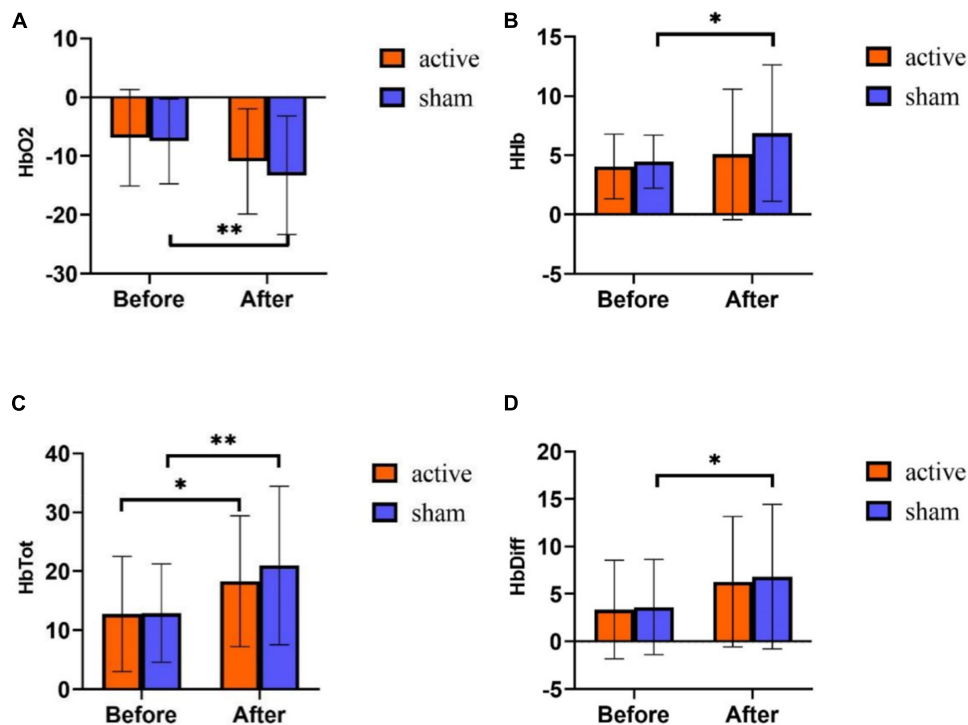 A
HbO2
10
0
-10
-20
-30
**
Before After
active
sham
B
HHb
15
10
5
0
-5
*
Before After
active
sham
C
HbTot
40
30
20
10
0
**
*
Before After
active
sham
D
HbDiff
20
15
10
5
0
-5
*
Before After
active
sham